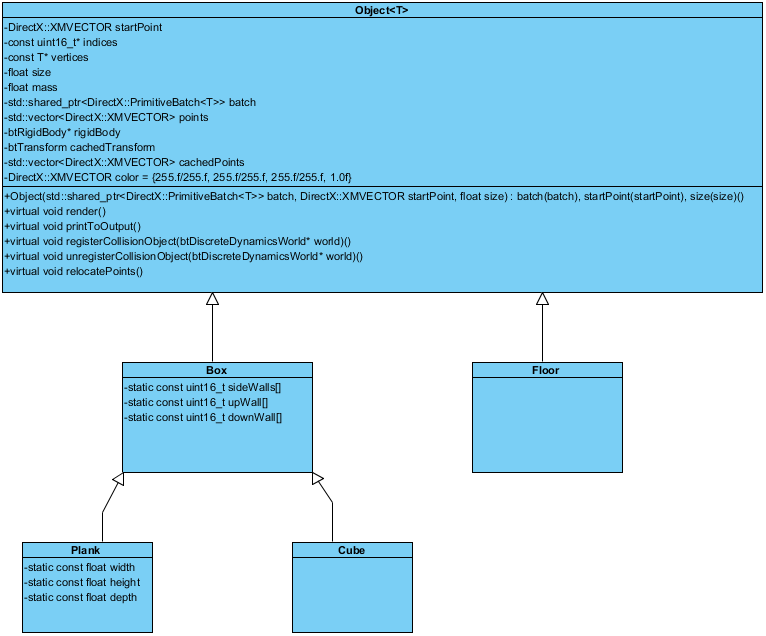 Object<T>
-DirectX::XMVECTOR startPoint
-const uint16_t* indices
-const T* vertices
-float size
-float mass
-std::shared_ptr<DirectX::PrimitiveBatch<T>> batch
-std::vector<DirectX::XMVECTOR> points
-btRigidBody* rigidBody
-btTransform cachedTransform
-std::vector<DirectX::XMVECTOR> cachedPoints
-DirectX::XMVECTOR color = {255.f/255.f, 255.f/255.f, 255.f/255.f, 1.0f}
+Object(std::shared_ptr<DirectX::PrimitiveBatch<T>> batch, DirectX::XMVECTOR startPoint, float size) : batch(batch), startPoint(startPoint), size(size)()
+virtual void render()
+virtual void printToOutput()
+virtual void registerCollisionObject(btDiscreteDynamicsWorld* world)()
+virtual void unregisterCollisionObject(btDiscreteDynamicsWorld* world)()
+virtual void relocatePoints()
Box
-static const uint16_t sideWalls[]
-static const uint16_t upWall[]
-static const uint16_t downWall[]
Floor
Plank
-static const float width
-static const float height
-static const float depth
Cube